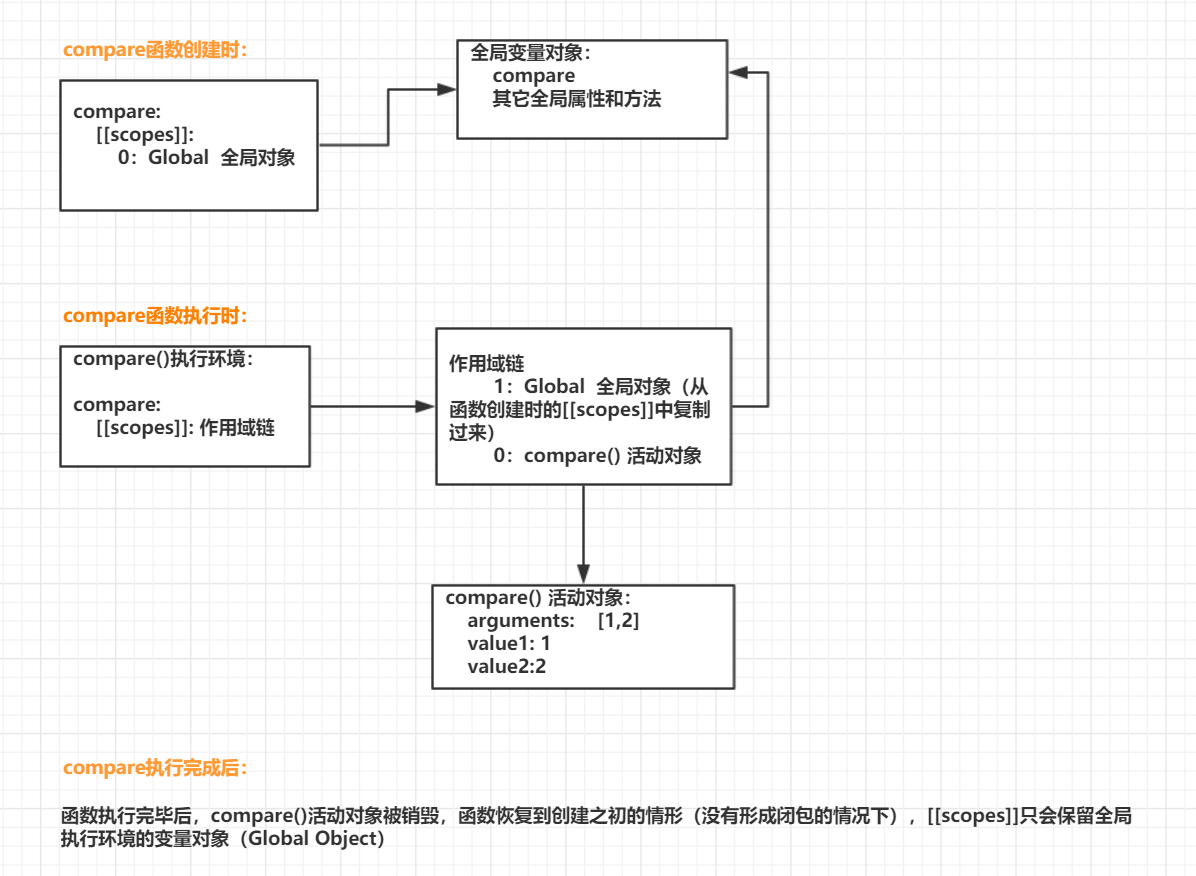 compare函数创建时：
compare:
[[scopes]]:
0：Global 全局对象
全局变量对象：
compare
其它全局属性和方法
compare函数执行时：
compare()执行环境：
compare:
[[scopes]]: 作用域链
作用域链
1：Global 全局对象（从
函数创建时的[[scopes]]中复制
过来）
0：compare() 活动对象
compare() 活动对象：
arguments: [1,2]
value1: 1
value2:2
compare执行完成后：
函数执行完毕后，compare()活动对象被销毁，函数恢复到创建之初的情形（没有形成闭包的情况下）, [[scopes]]只会保留全局
执行环境的变量对象（Global Object）